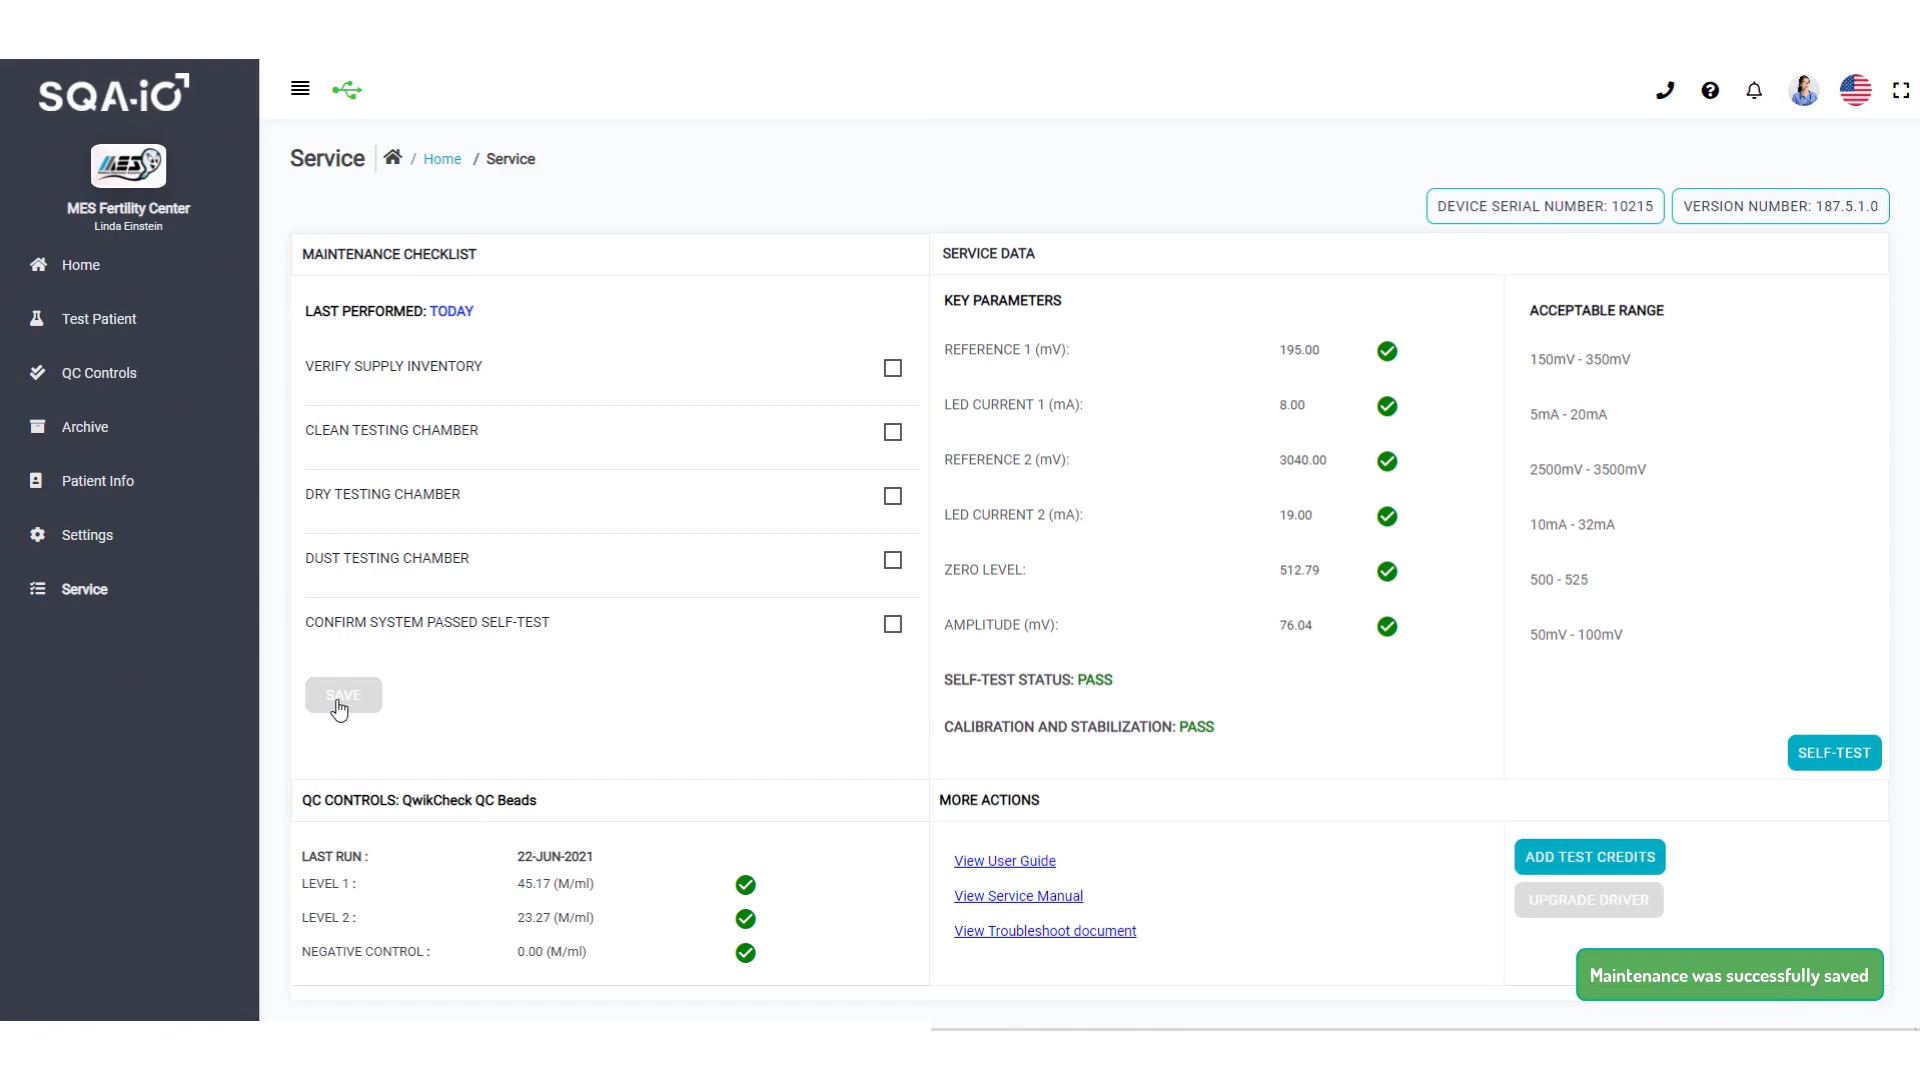 SQA-iO
MES
MES Fertility Center
Linda Einstein
Home
Test Patient
QC Controls
Archive
Patient Info
Settings
Service
Service / Home / Service
DEVICE SERIAL NUMBER: 10215 VERSION NUMBER: 187.5.1.0
MAINTENANCE CHECKLIST
LAST PERFORMED: TODAY
VERIFY SUPPLY INVENTORY
CLEAN TESTING CHAMBER
DRY TESTING CHAMBER
DUST TESTING CHAMBER
CONFIRM SYSTEM PASSED SELF-TEST
SAVE
SERVICE DATA
KEY PARAMETERS ACCEPTABLE RANGE
REFERENCE 1 (mV): 195.00 150mV - 350mV
LED CURRENT 1 (mA): 8.00 5mA - 20mA
REFERENCE 2 (mV): 3040.00 2500mV - 3500mV
LED CURRENT 2 (mA): 19.00 10mA - 32mA
ZERO LEVEL: 512.79 500 - 525
AMPLITUDE (mV): 76.04 50mV - 100mV
SELF-TEST STATUS: PASS
CALIBRATION AND STABILIZATION: PASS
SELF-TEST
QC CONTROLS: QwikCheck QC Beads
LAST RUN : 22-JUN-2021
LEVEL 1 : 45.17 (M/ml)
LEVEL 2 : 23.27 (M/ml)
NEGATIVE CONTROL : 0.00 (M/ml)
MORE ACTIONS
View User Guide
View Service Manual
View Troubleshoot document
ADD TEST CREDITS
UPGRADE DRIVER
Maintenance was successfully saved